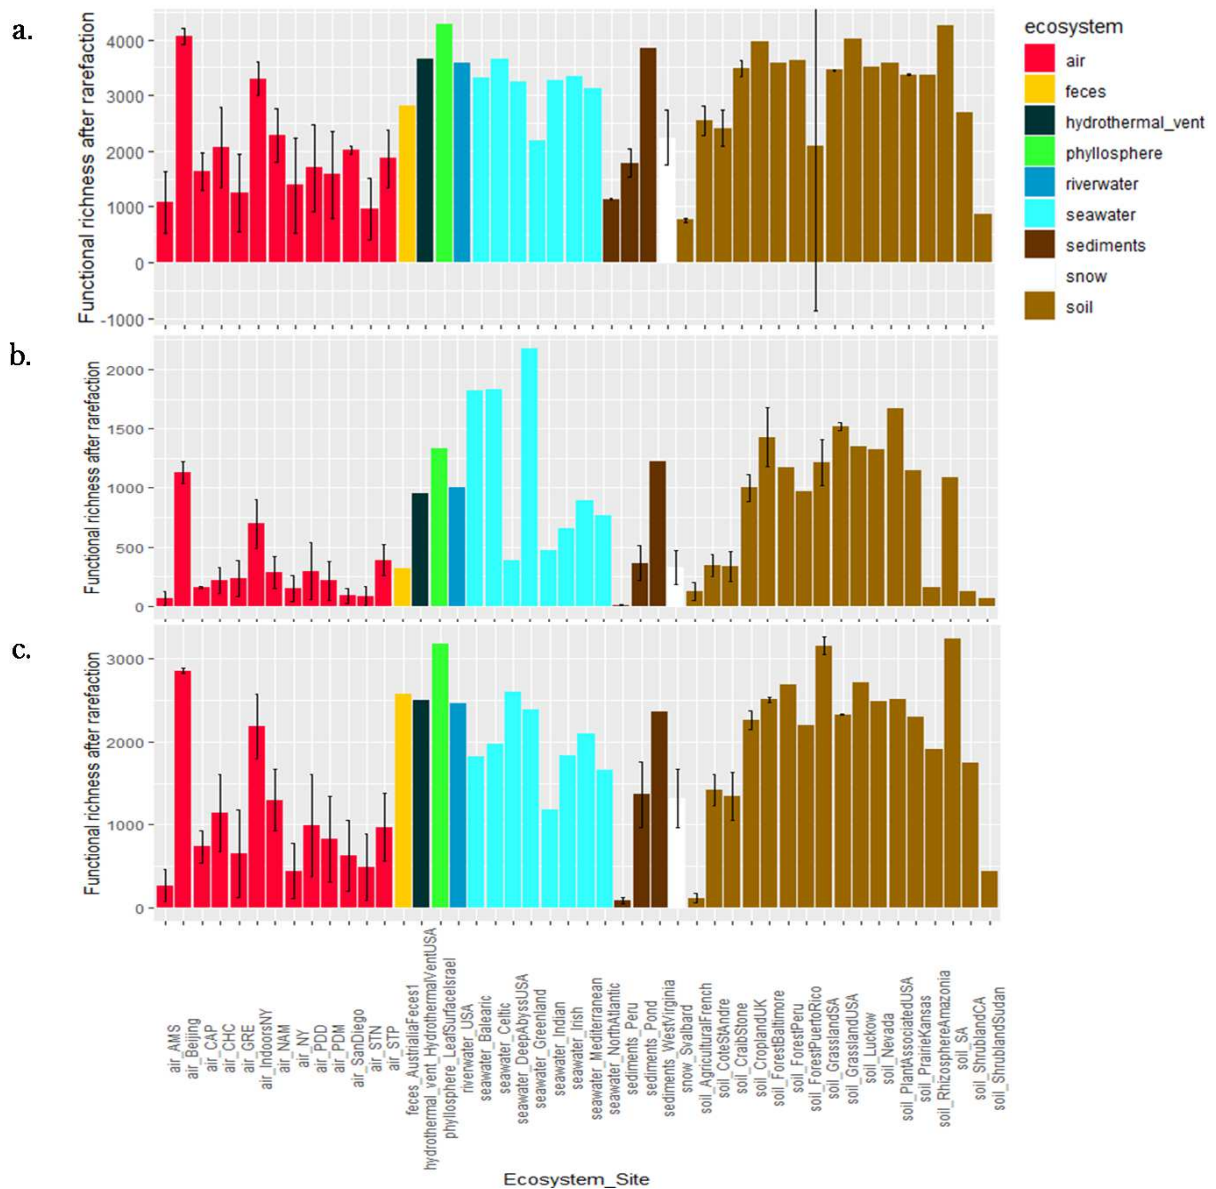 a.
Functional richness after rarefaction
4000
3000
2000
1000
0
-1000
ecosystem
air
feces
hydrothermal_vent
phyllosphere
riverwater
seawater
sediments
snow
soil
b.
Functional richness after rarefaction
2000
1500
1000
500
0
c.
Functional richness after rarefaction
3000
2000
1000
0
air_AMS
air_Beijing
air_CAP
air_CHC
air_GRE
air_IndoorsNY
air_NAM
air_NY
air_PDD
air_PDM
air_SanDiego
air_STN
air_STP
feces_AustraliaFeces1
hydrothermal_vent_HydrothermalVentUSA
phyllosphere_LeafSurfaceIsrael
riverwater_USA
seawater_Balearic
seawater_Celtic
seawater_DeepAbyssUSA
seawater_Greenland
seawater_Indian
seawater_Irish
seawater_Mediterranean
seawater_NorthAtlantic
sediments_Peru
sediments_Pond
sediments_WestVirginia
snow_Svalbard
soil_AgriculturalFrench
soil_CoteStAndre
soil_CraibStone
soil_CroplandUK
soil_ForestBaltimore
soil_ForestPeru
soil_ForestPuertoRico
soil_GrasslandSA
soil_GrasslandUSA
soil_Luckow
soil_Nevada
soil_PlantAssociatedUSA
soil_PrairieKansas
soil_RhizosphereAmazonia
soil_SA
soil_ShrublandCA
soil_ShrublandSudan
Ecosystem_Site